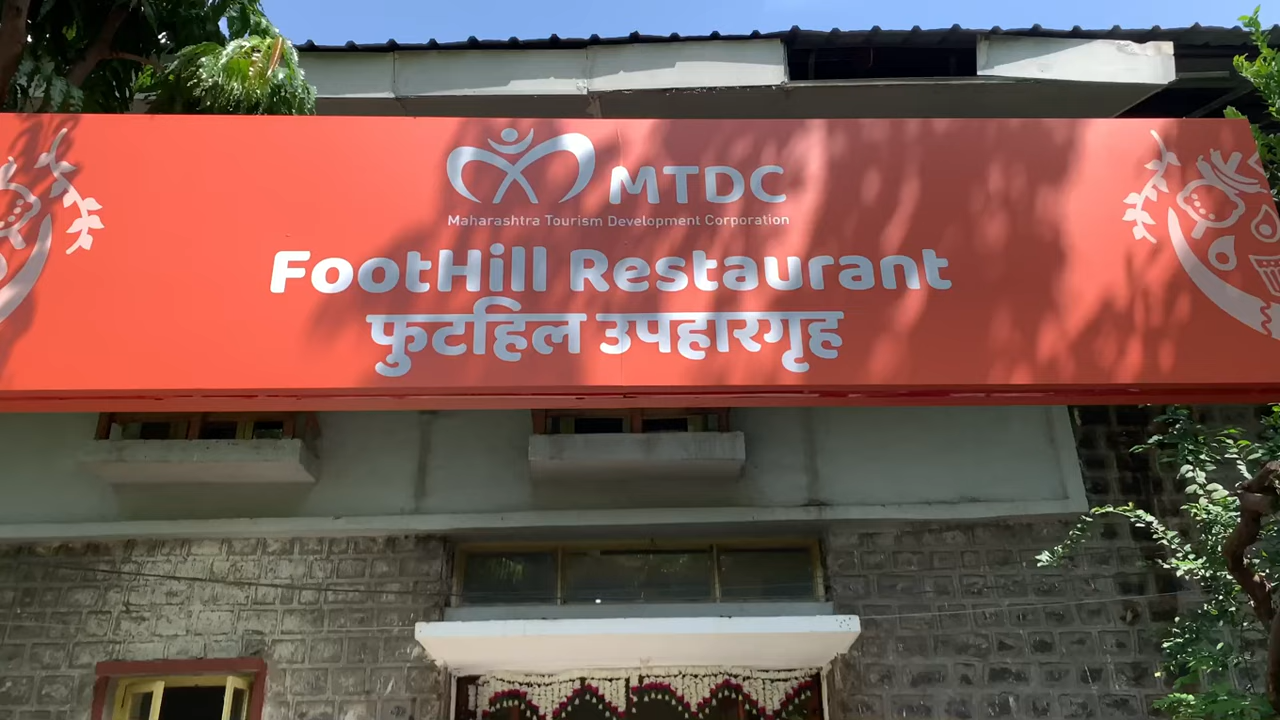 MTDC
Maharashtra Tourism Development Corporation
FootHill Restaurant
फुटहिल उपहारगृह